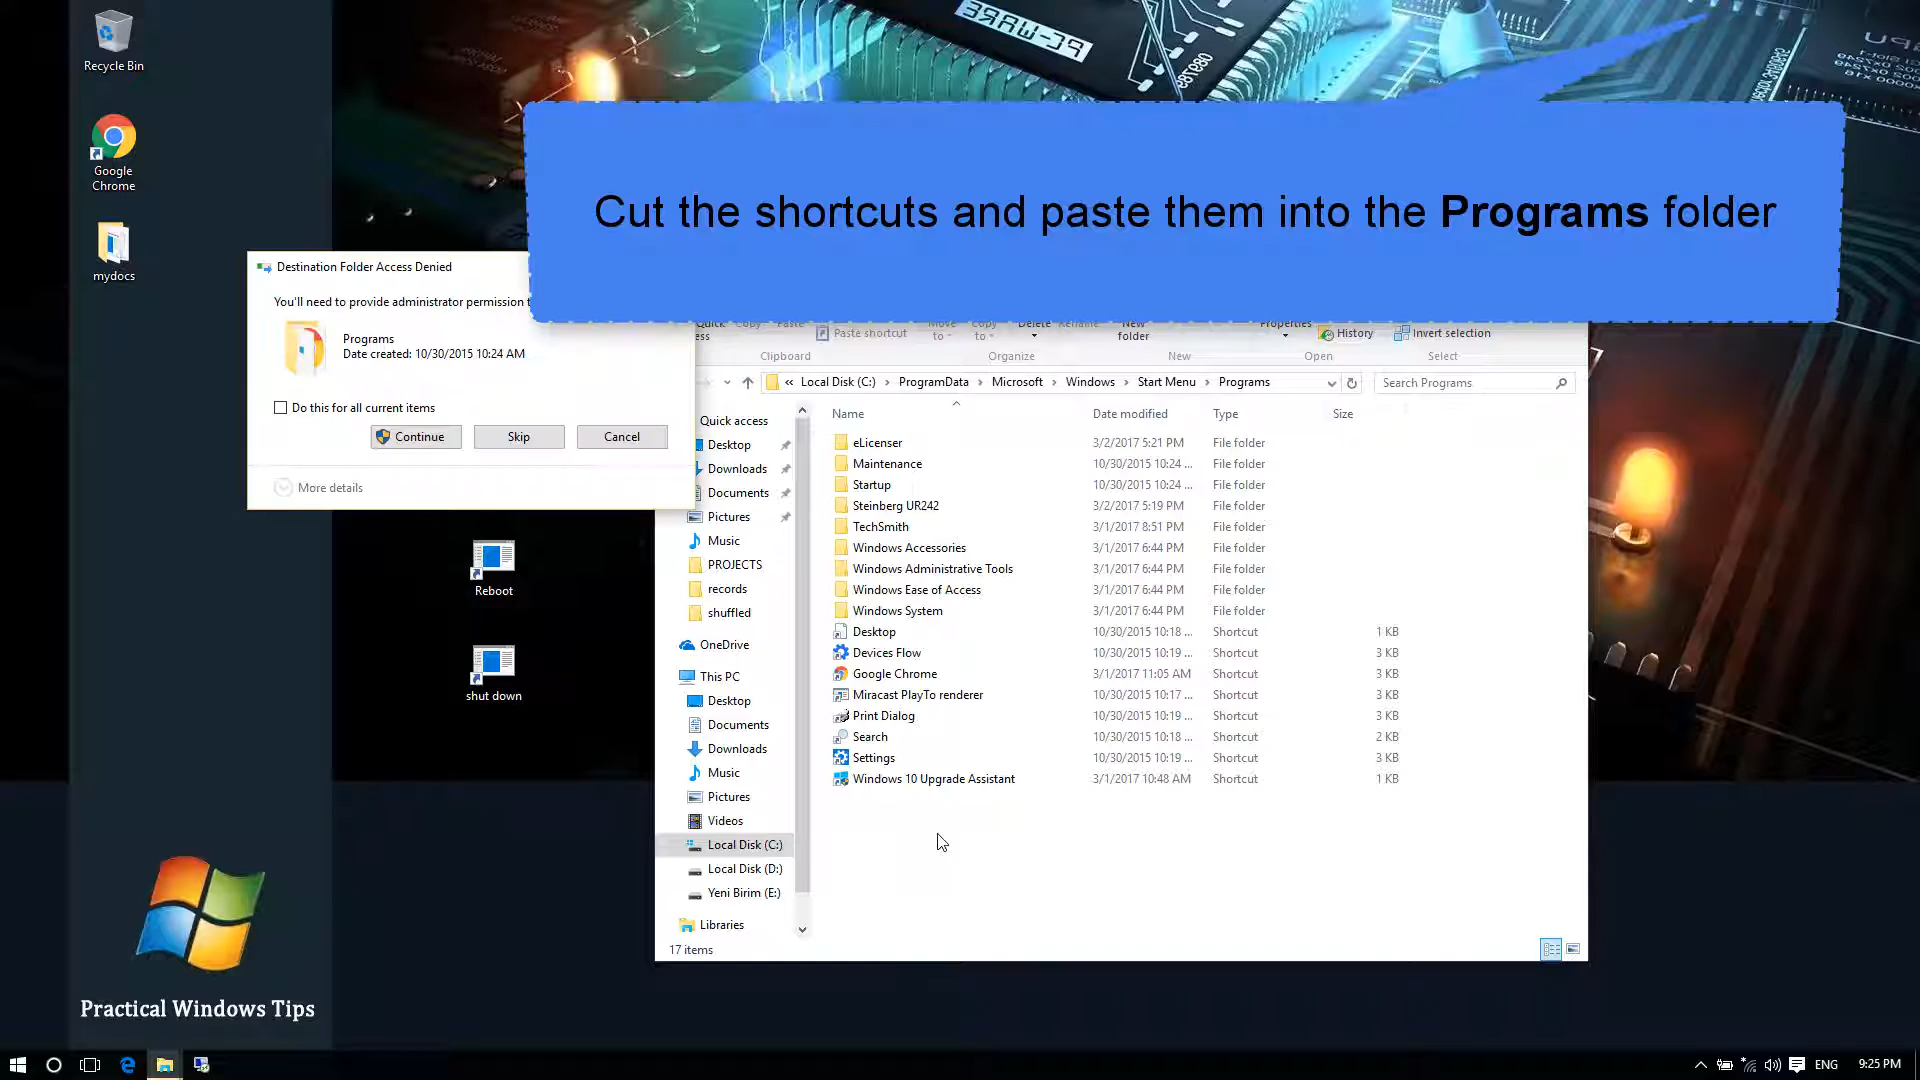 Recycle Bin
Google
Chrome
mydocs
PC-WARE
Cut the shortcuts and paste them into the Programs folder
Destination Folder Access Denied
You'll need to provide administrator permission t
Programs
Date created: 10/30/2015 10:24 AM
Do this for all current items
Continue
Skip
Cancel
More details
Reboot
shut down
Paste shortcut
Delete
New
folder
Properties
History
Invert selection
Clipboard
Organize
New
Open
Select
« Local Disk (C:) › ProgramData › Microsoft › Windows › Start Menu › Programs
Search Programs
Name Date modified Type Size
eLicenser 3/2/2017 5:21 PM File folder
Maintenance 10/30/2015 10:24 ... File folder
Startup 10/30/2015 10:24 ... File folder
Steinberg UR242 3/2/2017 5:19 PM File folder
TechSmith 3/1/2017 8:51 PM File folder
Windows Accessories 3/1/2017 6:44 PM File folder
Windows Administrative Tools 3/1/2017 6:44 PM File folder
Windows Ease of Access 3/1/2017 6:44 PM File folder
Windows System 3/1/2017 6:44 PM File folder
Desktop 10/30/2015 10:18 ... Shortcut 1 KB
Devices Flow 10/30/2015 10:19 ... Shortcut 3 KB
Google Chrome 3/1/2017 11:05 AM Shortcut 3 KB
Miracast PlayTo renderer 10/30/2015 10:17 ... Shortcut 3 KB
Print Dialog 10/30/2015 10:19 ... Shortcut 3 KB
Search 10/30/2015 10:18 ... Shortcut 2 KB
Settings 10/30/2015 10:19 ... Shortcut 3 KB
Windows 10 Upgrade Assistant 3/1/2017 10:48 AM Shortcut 1 KB
Quick access
Desktop
Downloads
Documents
Pictures
Music
PROJECTS
records
shuffled
OneDrive
This PC
Desktop
Documents
Downloads
Music
Pictures
Videos
Local Disk (C:)
Local Disk (D:)
Yeni Birim (E:)
Libraries
17 items
Practical Windows Tips
ENG
9:25 PM